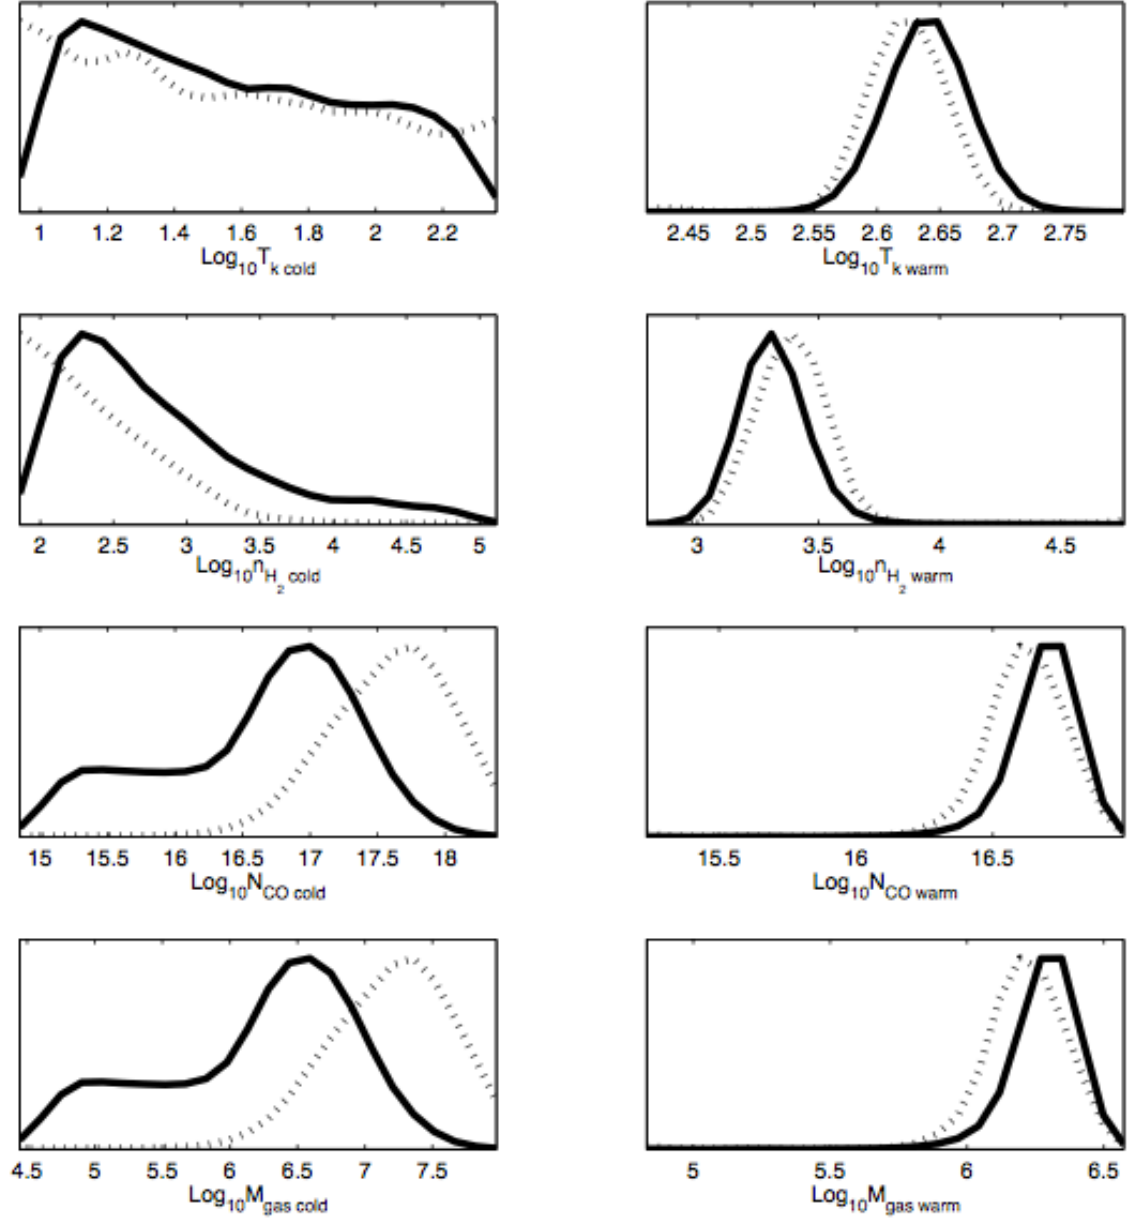 1 1.2 1.4 1.6 1.8 2 2.2
Log10Tk cold
2.45 2.5 2.55 2.6 2.65 2.7 2.75
Log10Tk warm
2 2.5 3 3.5 4 4.5 5
Log10nH2 cold
3 3.5 4 4.5
Log10nH2 warm
15 15.5 16 16.5 17 17.5 18
Log10NCO cold
15.5 16 16.5
Log10NCO warm
4.5 5 5.5 6 6.5 7 7.5
Log10Mgas cold
5 5.5 6 6.5
Log10Mgas warm